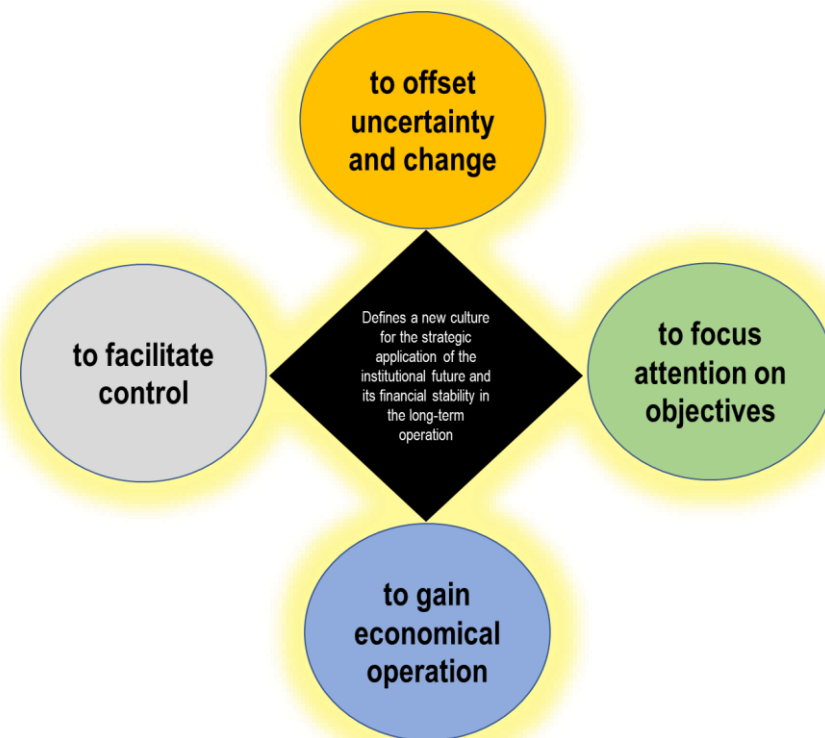 to offset
uncertainty
and change
to facilitate
control
Defines a new culture
for the strategic
application of the
institutional future and
its financial stability in
the long-term
operation
to focus
attention on
objectives
to gain
economical
operation